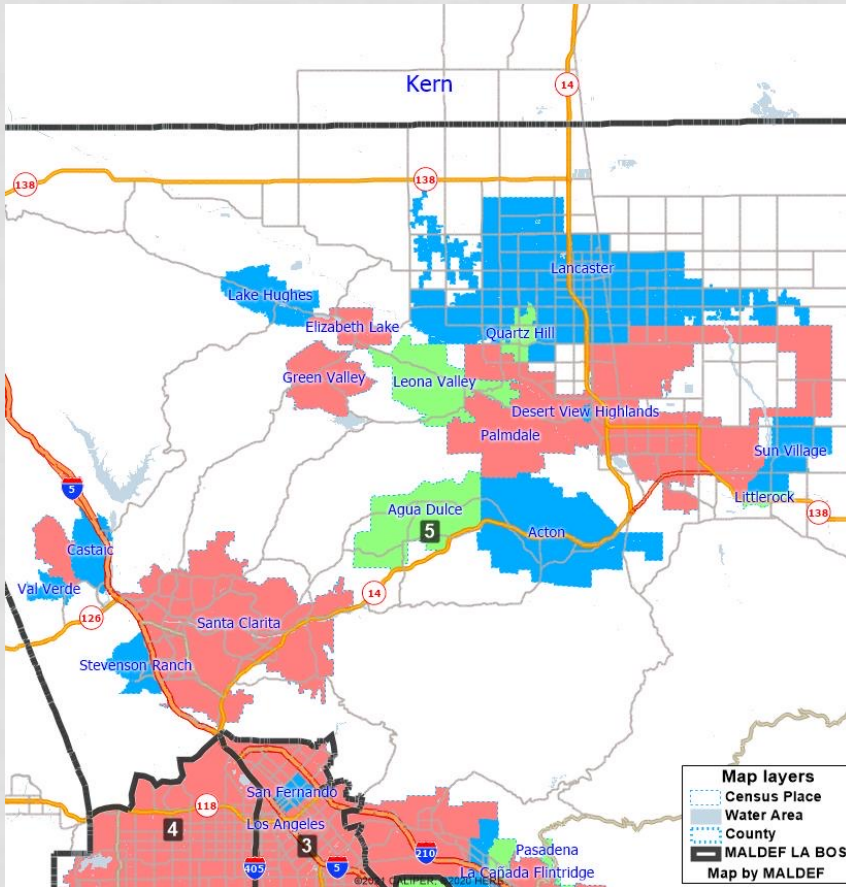 Kern
14
138
138
Lancaster
Lake Hughes
Elizabeth Lake
Quartz Hill
Green Valley
Leona Valley
Desert View Highlands
Palmdale
Sun Village
5
Littlerock
Agua Dulce
138
5
Acton
Castaic
Val Verde
14
126
Santa Clarita
Stevenson Ranch
San Fernando
118
4
Los Angeles
3
210
Pasadena
405
5
La Cañada Flintridge
Map layers
Census Place
Water Area
County
MALDEF LA BOS
Map by MALDEF